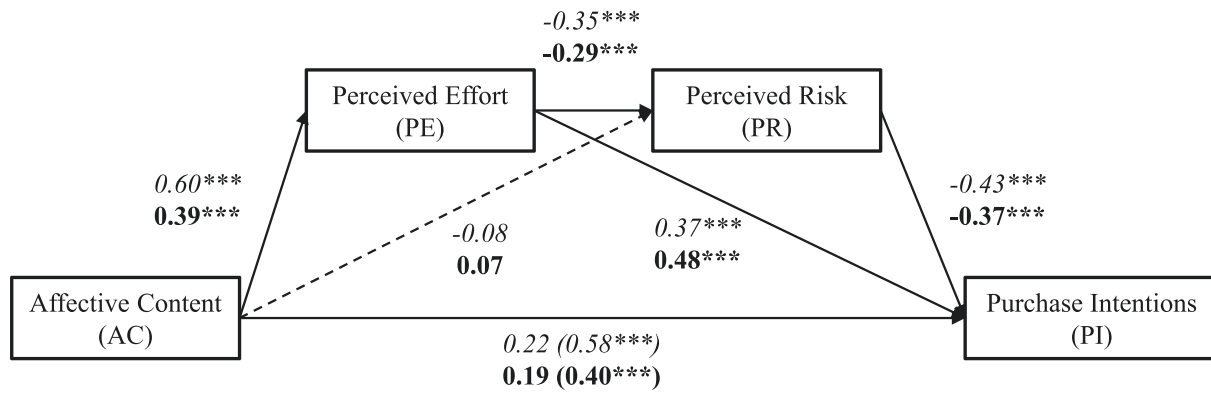 -0.35***
-0.29***
Perceived Effort
(PE)
Perceived Risk
(PR)
0.60***
0.39***
-0.08
0.07
0.37***
0.48***
-0.43***
-0.37***
Affective Content
(AC)
Purchase Intentions
(PI)
0.22 (0.58***)
0.19 (0.40***)